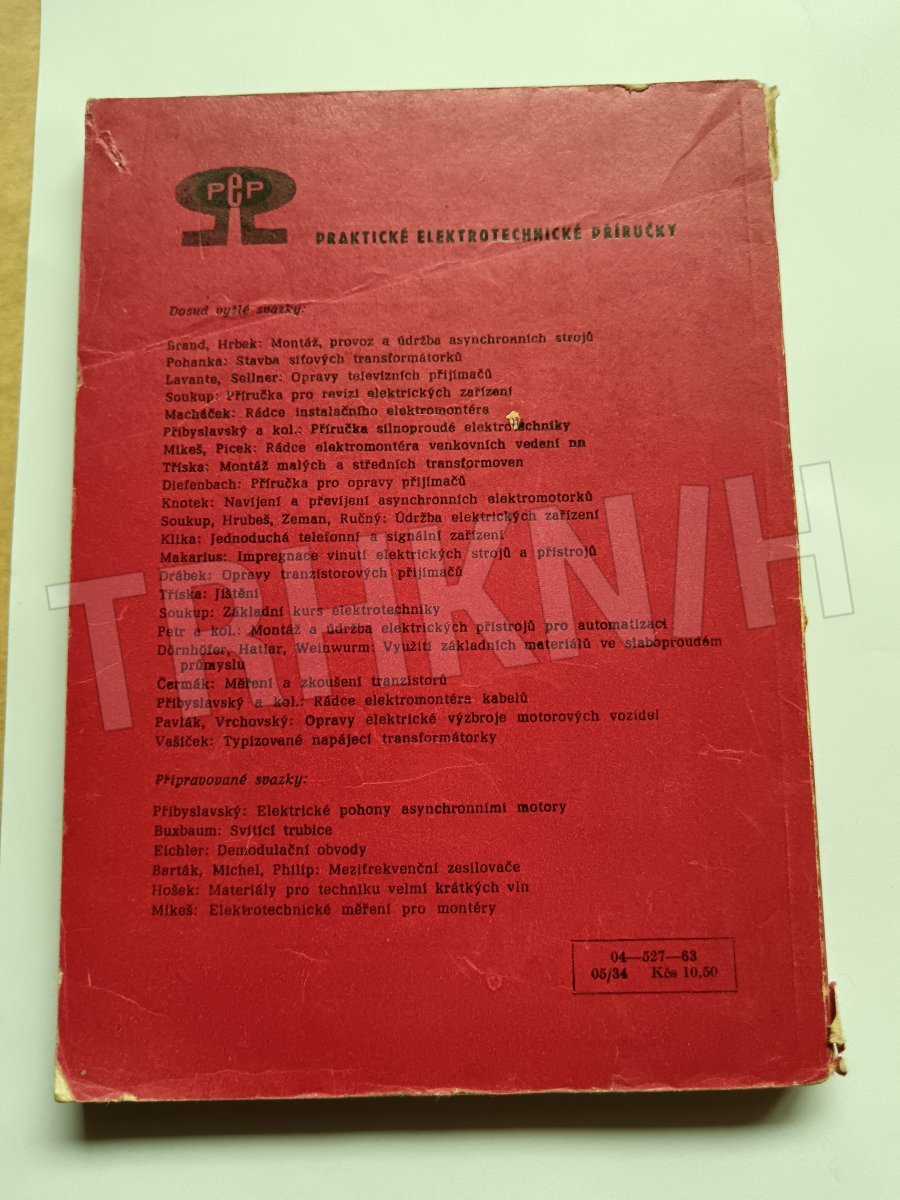 PeP
PRAKTICKÉ ELEKTROTECHNICKÉ PŘÍRUČKY
Dosud vyšlé svazky:
Brand, Hrbek: Montáž, provoz a údržba asynchronních strojů
Pohanka: Stavba síťových transformátorků
Lavante, Sellner: Opravy televizních přijímačů
Soukup: Příručka pro revizi elektrických zařízení
Macháček: Rádce instalačního elektromontéra
Přibyslavský a kol.: Příručka silnoproudé elektrotechniky
Mikeš, Picek: Rádce elektromontéra venkovních vedení nn
Tříska: Montáž malých a středních transformoven
Diefenbach: Příručka pro opravy přijímačů
Knotek: Navíjení a převíjení asynchronních elektromotorků
Soukup, Hrubeš, Zeman, Ručný: Údržba elektrických zařízení
Klika: Jednoduchá telefonní a signální zařízení
Makarius: Impregnace vinutí elektrických strojů a přístrojů
Drábek: Opravy tranzistorových přijímačů
Tříska: Jištění
Soukup: Základní kurs elektrotechniky
Petr a kol.: Montáž a údržba elektrických přístrojů pro automatizaci
Dörnhöfer, Hatlar, Weinwurm: Využití základních materiálů ve slaboproudém
průmyslu
Čermák: Měření a zkoušení tranzistorů
Přibyslavský a kol.: Rádce elektromontéra kabelů
Pavlák, Vrchovský: Opravy elektrické výzbroje motorových vozidel
Vašíček: Typizované napájecí transformátorky
Připravované svazky:
Přibyslavský: Elektrické pohony asynchronními motory
Buxbaum: Svítící trubice
Eichler: Demodulační obvody
Barták, Michel, Philip: Mezifrekvenční zesilovače
Hošek: Materiály pro techniku velmi krátkých vln
Mikeš: Elektrotechnické měření pro montéry
04—527—63
05/34 Kčs 10,50
TRHKNIH